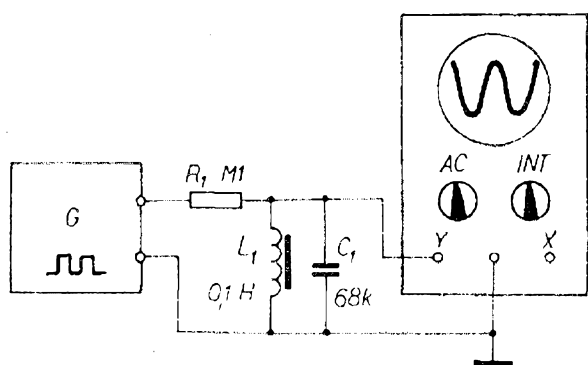 G
R₁ M1
L₁
0,1 H
C₁
68k
AC INT
Y X